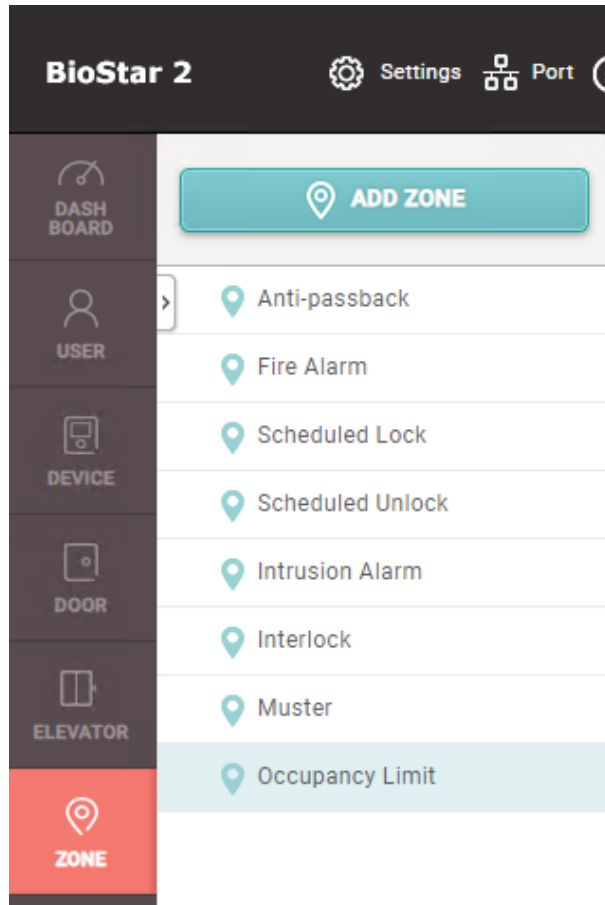 BioStar 2
Settings
Port
DASH
BOARD
USER
DEVICE
DOOR
ELEVATOR
ZONE
ADD ZONE
Anti-passback
Fire Alarm
Scheduled Lock
Scheduled Unlock
Intrusion Alarm
Interlock
Muster
Occupancy Limit